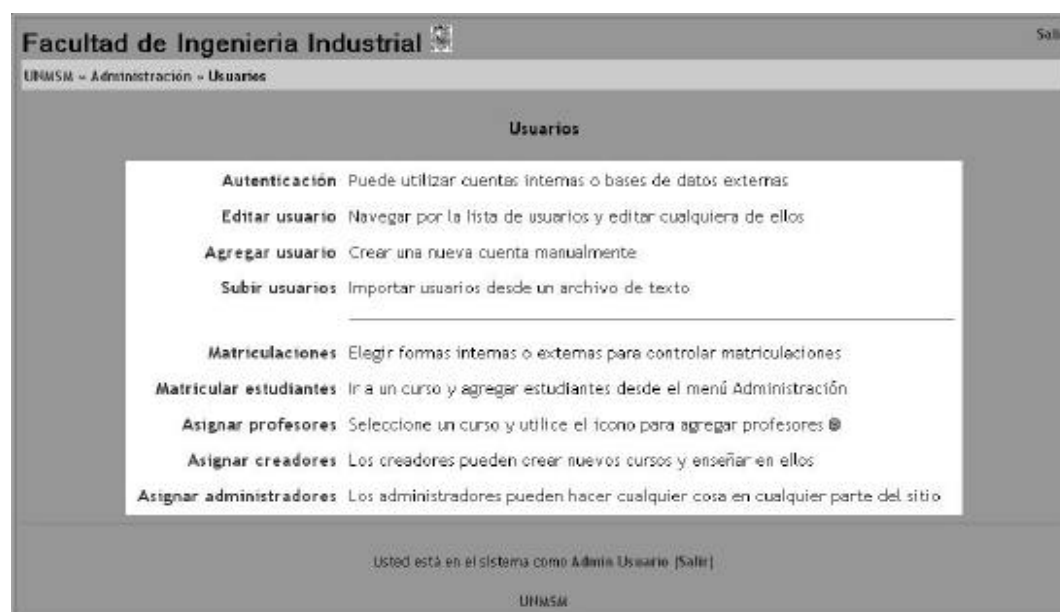 Facultad de Ingenieria Industrial
Salir
UNMSM » Administración » Usuarios
Usuarios
Autenticación Puede utilizar cuentas internas o bases de datos externas
Editar usuario Navegar por la lista de usuarios y editar cualquiera de ellos
Agregar usuario Crear una nueva cuenta manualmente
Subir usuarios Importar usuarios desde un archivo de texto
Matriculaciones Elegir formas internas o externas para controlar matriculaciones
Matricular estudiantes Ir a un curso y agregar estudiantes desde el menú Administración
Asignar profesores Seleccione un curso y utilice el icono para agregar profesores
Asignar creadores Los creadores pueden crear nuevos cursos y enseñar en ellos
Asignar administradores Los administradores pueden hacer cualquier cosa en cualquier parte del sitio
Usted está en el sistema como Admin Usuario (Salir)
UNMSM